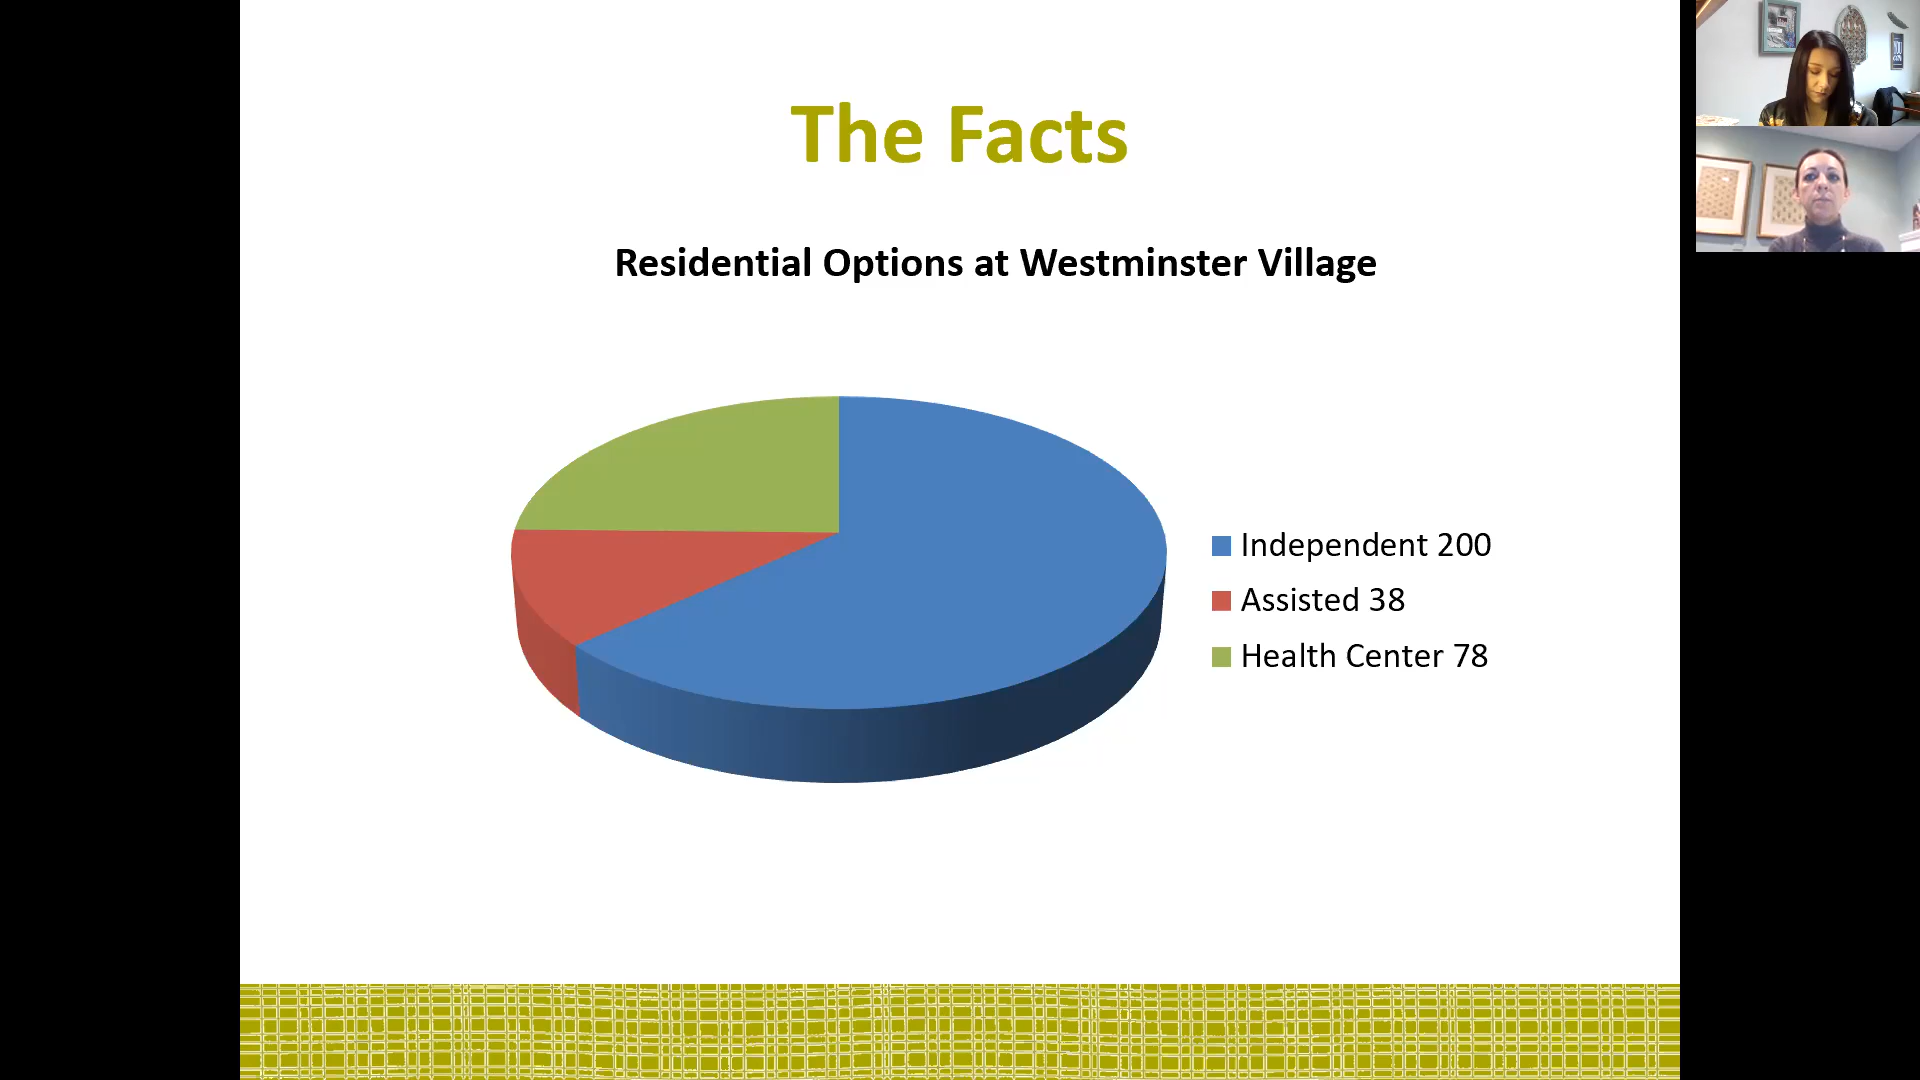 The Facts
Residential Options at Westminster Village
Independent 200
Assisted 38
Health Center 78